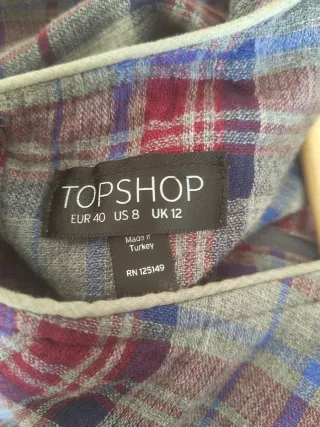 TOPSHOP
EUR 40 US 8 UK 12
Made in
Turkey
RN 125149